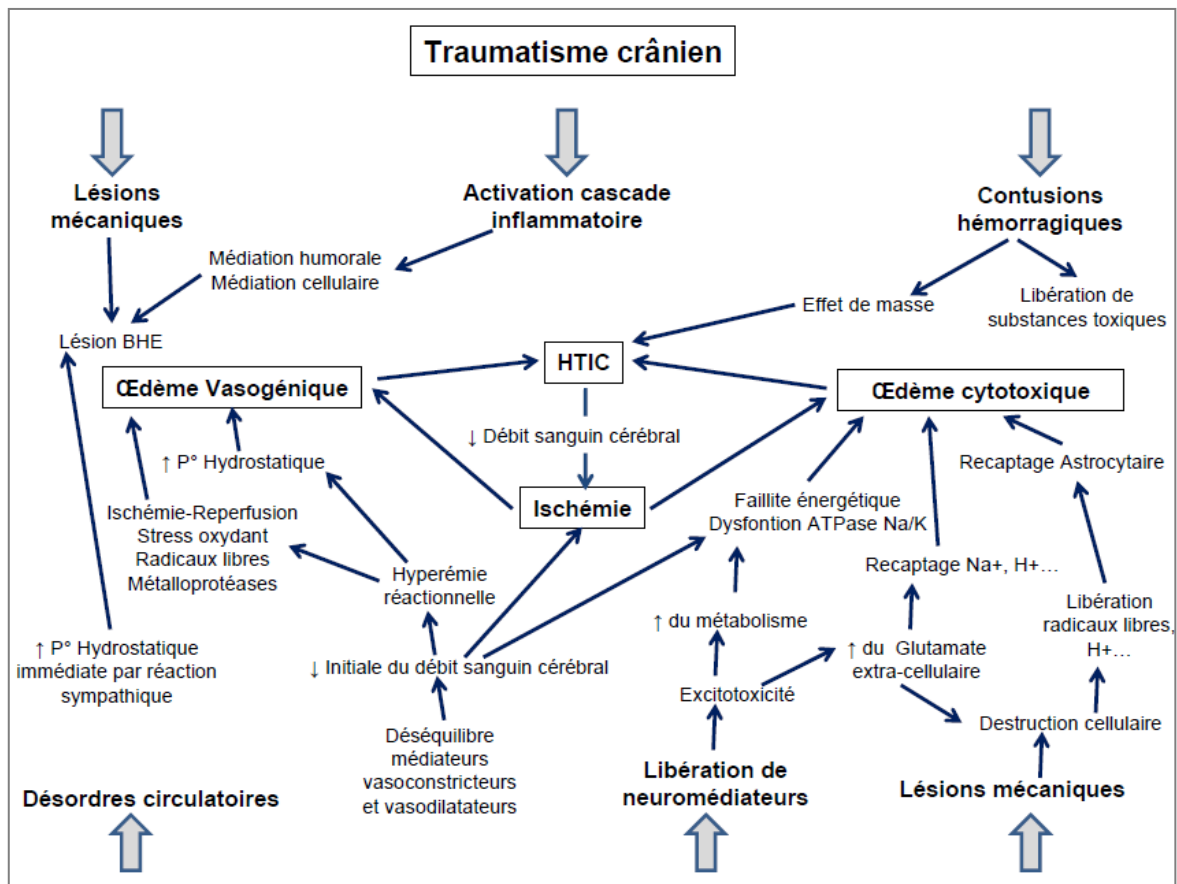 Traumatisme crânien
Lésions
mécaniques
Activation cascade
inflammatoire
Contusions
hémorragiques
Médiation humorale
Médiation cellulaire
Effet de masse
Libération de
substances toxiques
Lésion BHE
HTIC
Œdème Vasogénique
Œdème cytotoxique
↓ Débit sanguin cérébral
↑ P° Hydrostatique
Recaptage Astrocytaire
Ischémie
Faillite énergétique
Dysfontion ATPase Na/K
Ischémie-Reperfusion
Stress oxydant
Radicaux libres
Métalloprotéases
Hyperémie
réactionnelle
Recaptage Na+, H+…
↑ du métabolisme
Libération
radicaux libres,
H+…
↑ P° Hydrostatique
immédiate par réaction
sympathique
↓ Initiale du débit sanguin cérébral
↑ du Glutamate
extra-cellulaire
Excitotoxicité
Destruction cellulaire
Déséquilibre
médiateurs
vasoconstricteurs
et vasodilatateurs
Désordres circulatoires
Libération de
neuromédiateurs
Lésions mécaniques